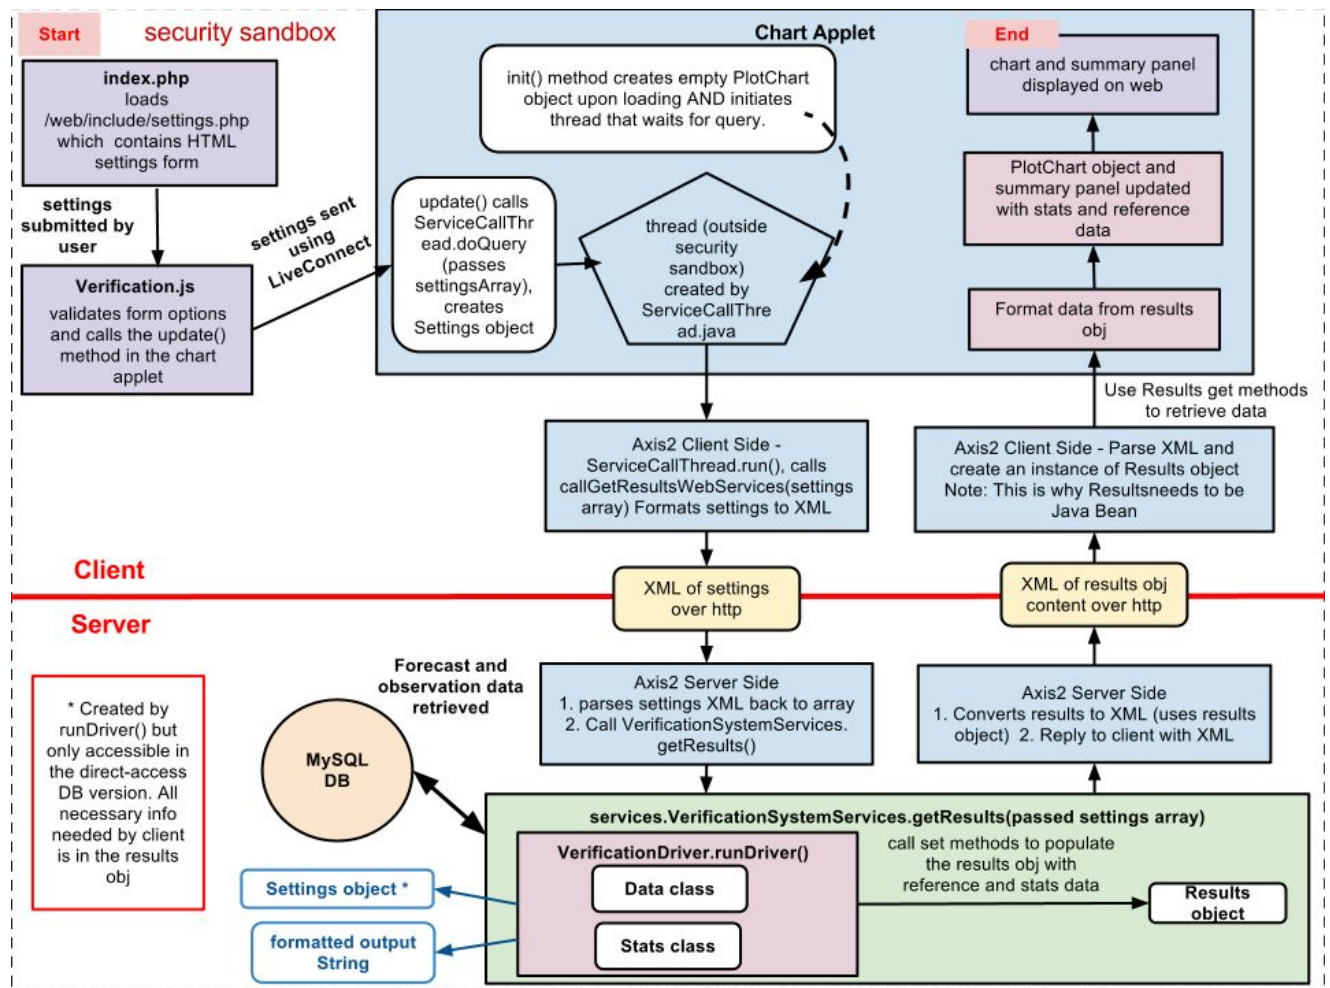 Start
security sandbox
index.php
loads
/web/include/settings.php
which contains HTML
settings form
settings
submitted by
user
Verification.js
validates form options
and calls the update()
method in the chart
applet
settings sent
using
LiveConnect
Chart Applet
init() method creates empty PlotChart
object upon loading AND initiates
thread that waits for query.
update() calls
ServiceCallThr
ead.doQuery
(passes
settingsArray),
creates
Settings object
thread (outside
security
sandbox)
created by
ServiceCallThre
ad.java
End
chart and summary panel
displayed on web
PlotChart object and
summary panel updated
with stats and reference
data
Format data from results
obj
Use Results get methods
to retrieve data
Axis2 Client Side -
ServiceCallThread.run(), calls
callGetResultsWebServices(settings
array) Formats settings to XML
Axis2 Client Side - Parse XML and
create an instance of Results object
Note: This is why Resultsneeds to be
Java Bean
Client
XML of settings
over http
XML of results obj
content over http
Server
* Created by
runDriver() but
only accessible in
the direct-access
DB version. All
necessary info
needed by client
is in the results
obj
Forecast and
observation data
retrieved
MySQL
DB
Axis2 Server Side
1. parses settings XML back to array
2. Call VerificationSystemServices.
getResults()
Axis2 Server Side
1. Converts results to XML (uses results
object) 2. Reply to client with XML
services.VerificationSystemServices.getResults(passed settings array)
VerificationDriver.runDriver()
Data class
Stats class
call set methods to populate
the results obj with
reference and stats data
Results
object
Settings object *
formatted output
String